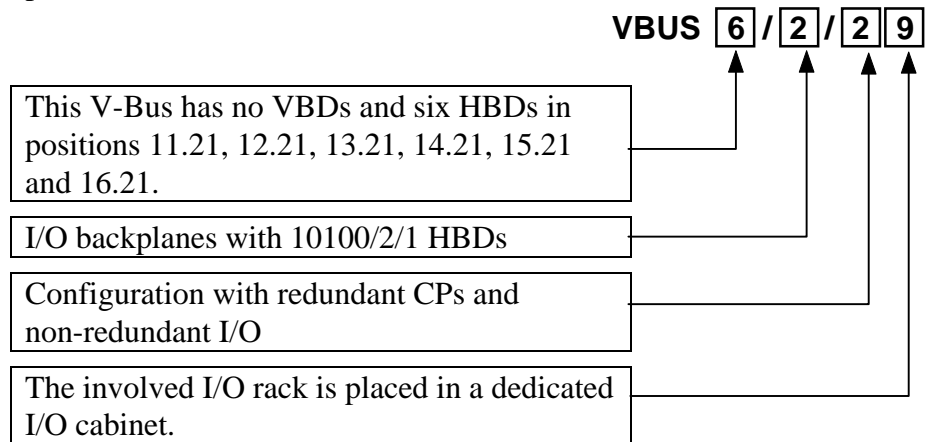 VBUS 6 / 2 / 2 9
This V-Bus has no VBDs and six HBDs in
positions 11.21, 12.21, 13.21, 14.21, 15.21
and 16.21.
I/O backplanes with 10100/2/1 HBDs
Configuration with redundant CPs and
non-redundant I/O
The involved I/O rack is placed in a dedicated
I/O cabinet.